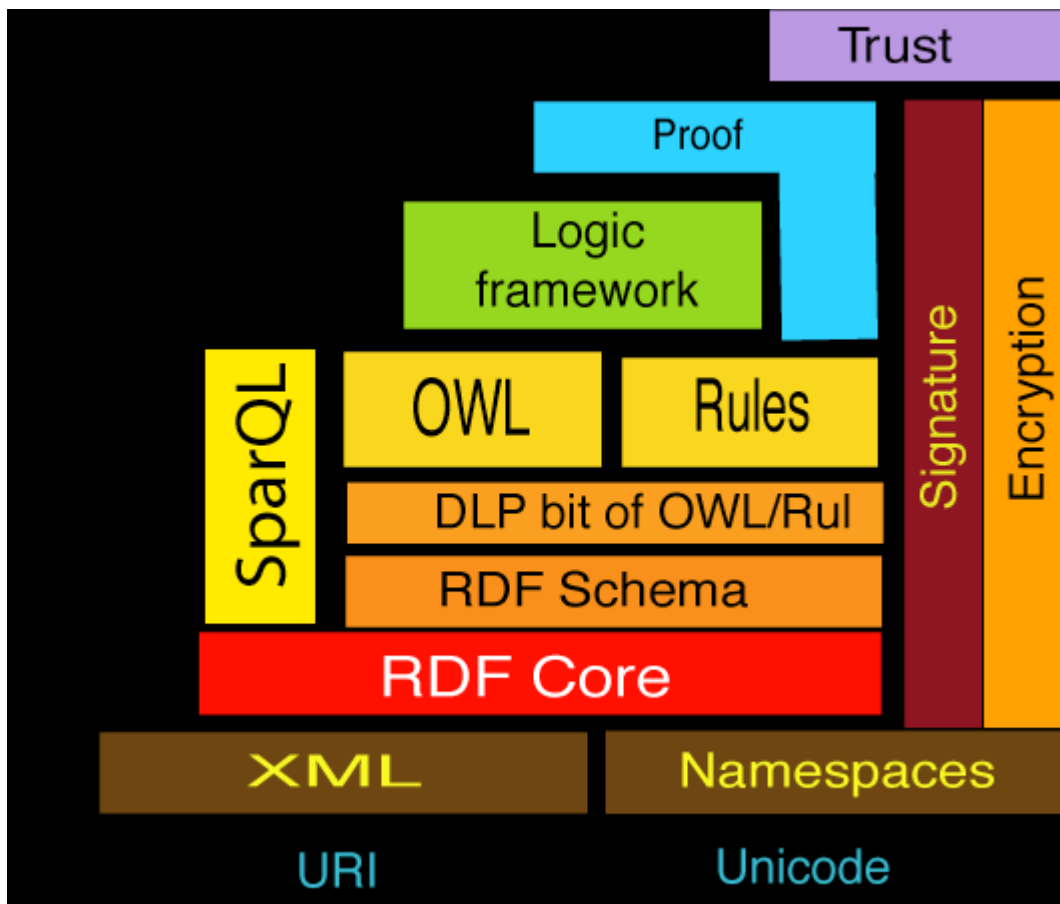 Trust
Proof
Logic
framework
Signature
Encryption
SparQL
OWL
Rules
DLP bit of OWL/Rul
RDF Schema
RDF Core
XML
Namespaces
URI
Unicode